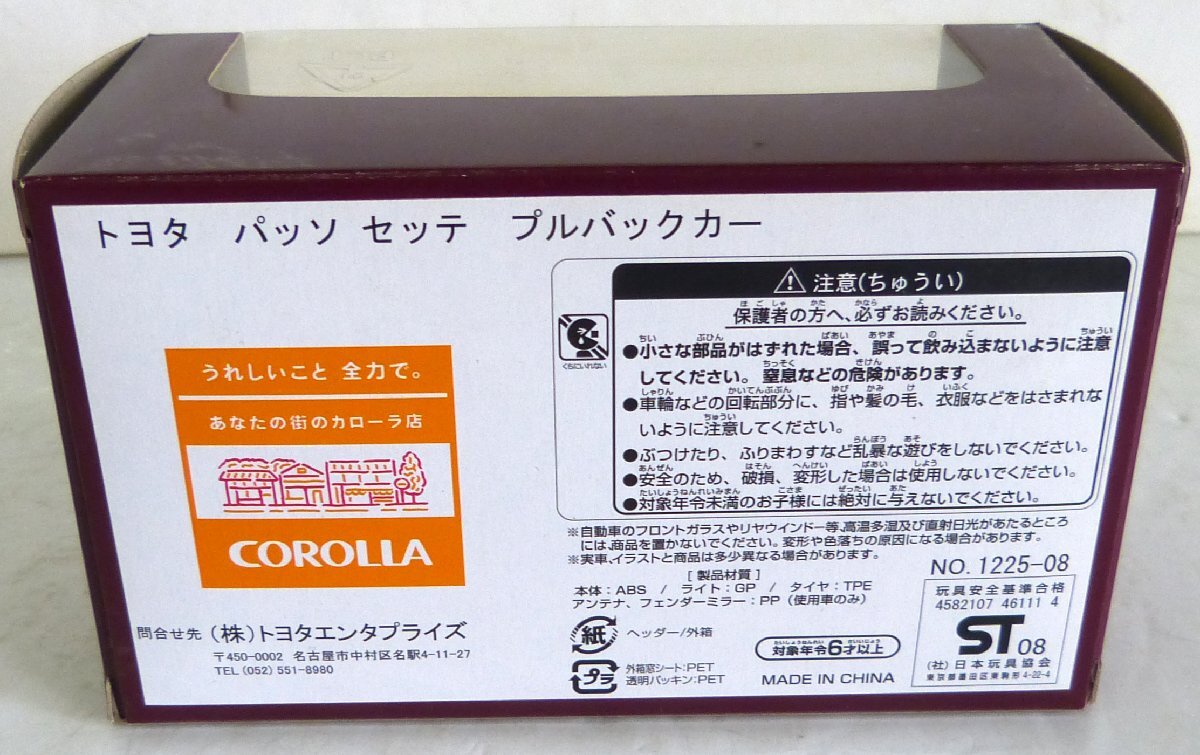 トヨタ パッソ セッテ プルバックカー
うれしいこと 全力で。
あなたの街のカローラ店
COROLLA
問合せ先 (株)トヨタエンタプライズ
〒450-0002 名古屋市中村区名駅4-11-27
TEL (052) 551-8980
くちにいれない
注意(ちゅうい)
保護者の方へ、必ずお読みください。
●小さな部品がはずれた場合、誤って飲み込まないように注意
してください。窒息などの危険があります。
●車輪などの回転部分に、指や髪の毛、衣服などをはさまれな
いように注意してください。
●ぶつけたり、ふりまわすなど乱暴な遊びをしないでください。
●安全のため、破損、変形した場合は使用しないでください。
●対象年令未満のお子様には絶対に与えないでください。
※自動車のフロントガラスやリヤウインドー等、高温多湿及び直射日光があたるところ
には、商品を置かないでください。変形や色落ちの原因になる場合があります。
※実車、イラストと商品は多少異なる場合があります。
[ 製品材質 ]
本体：ABS / ライト：GP / タイヤ：TPE
アンテナ、フェンダーミラー：PP (使用車のみ)
紙 ヘッダー/外箱
プラ 外箱窓シート：PET
透明パッキン：PET
対象年令6才以上
MADE IN CHINA
NO. 1225-08
玩具安全基準合格
4582107 46111 4
ST 08
(社)日本玩具協会
東京都墨田区東駒形4-22-4